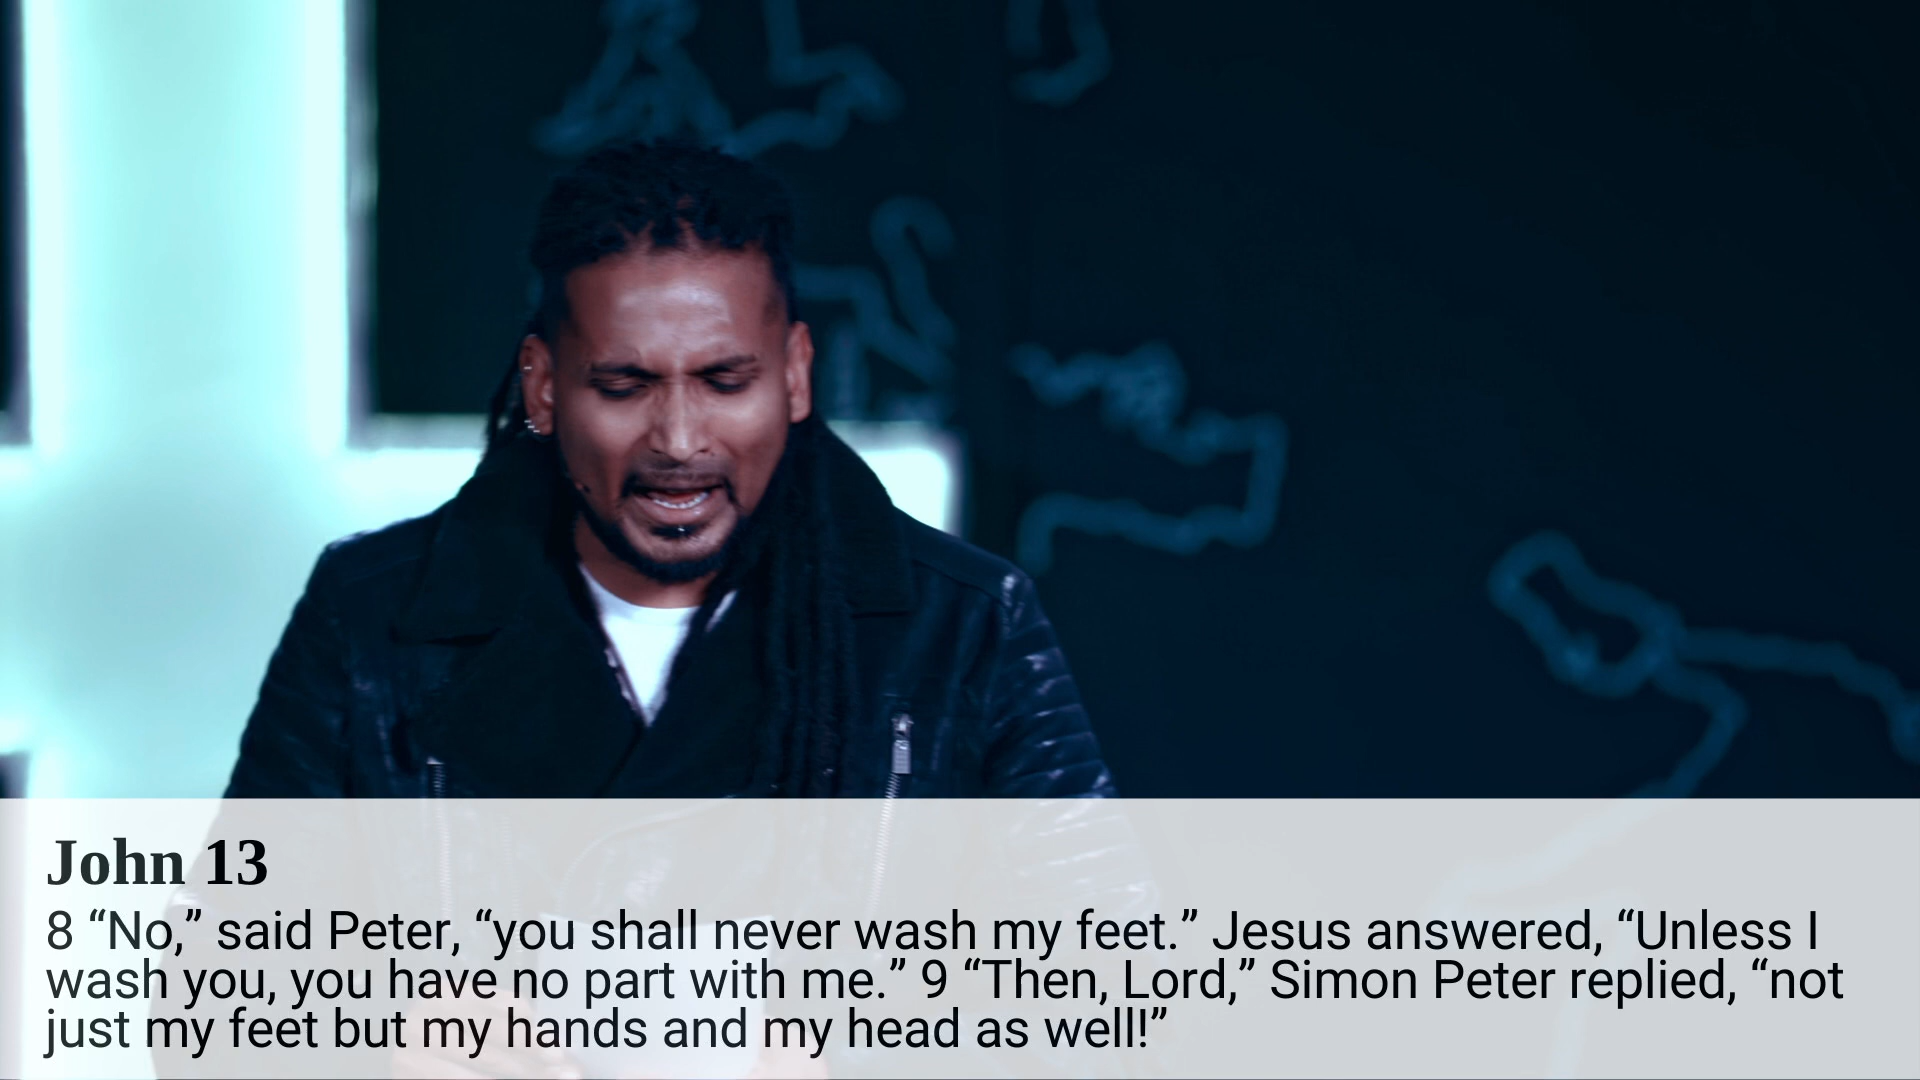 John 13
8 “No,” said Peter, “you shall never wash my feet.” Jesus answered, “Unless I
wash you, you have no part with me.” 9 “Then, Lord,” Simon Peter replied, “not
just my feet but my hands and my head as well!”